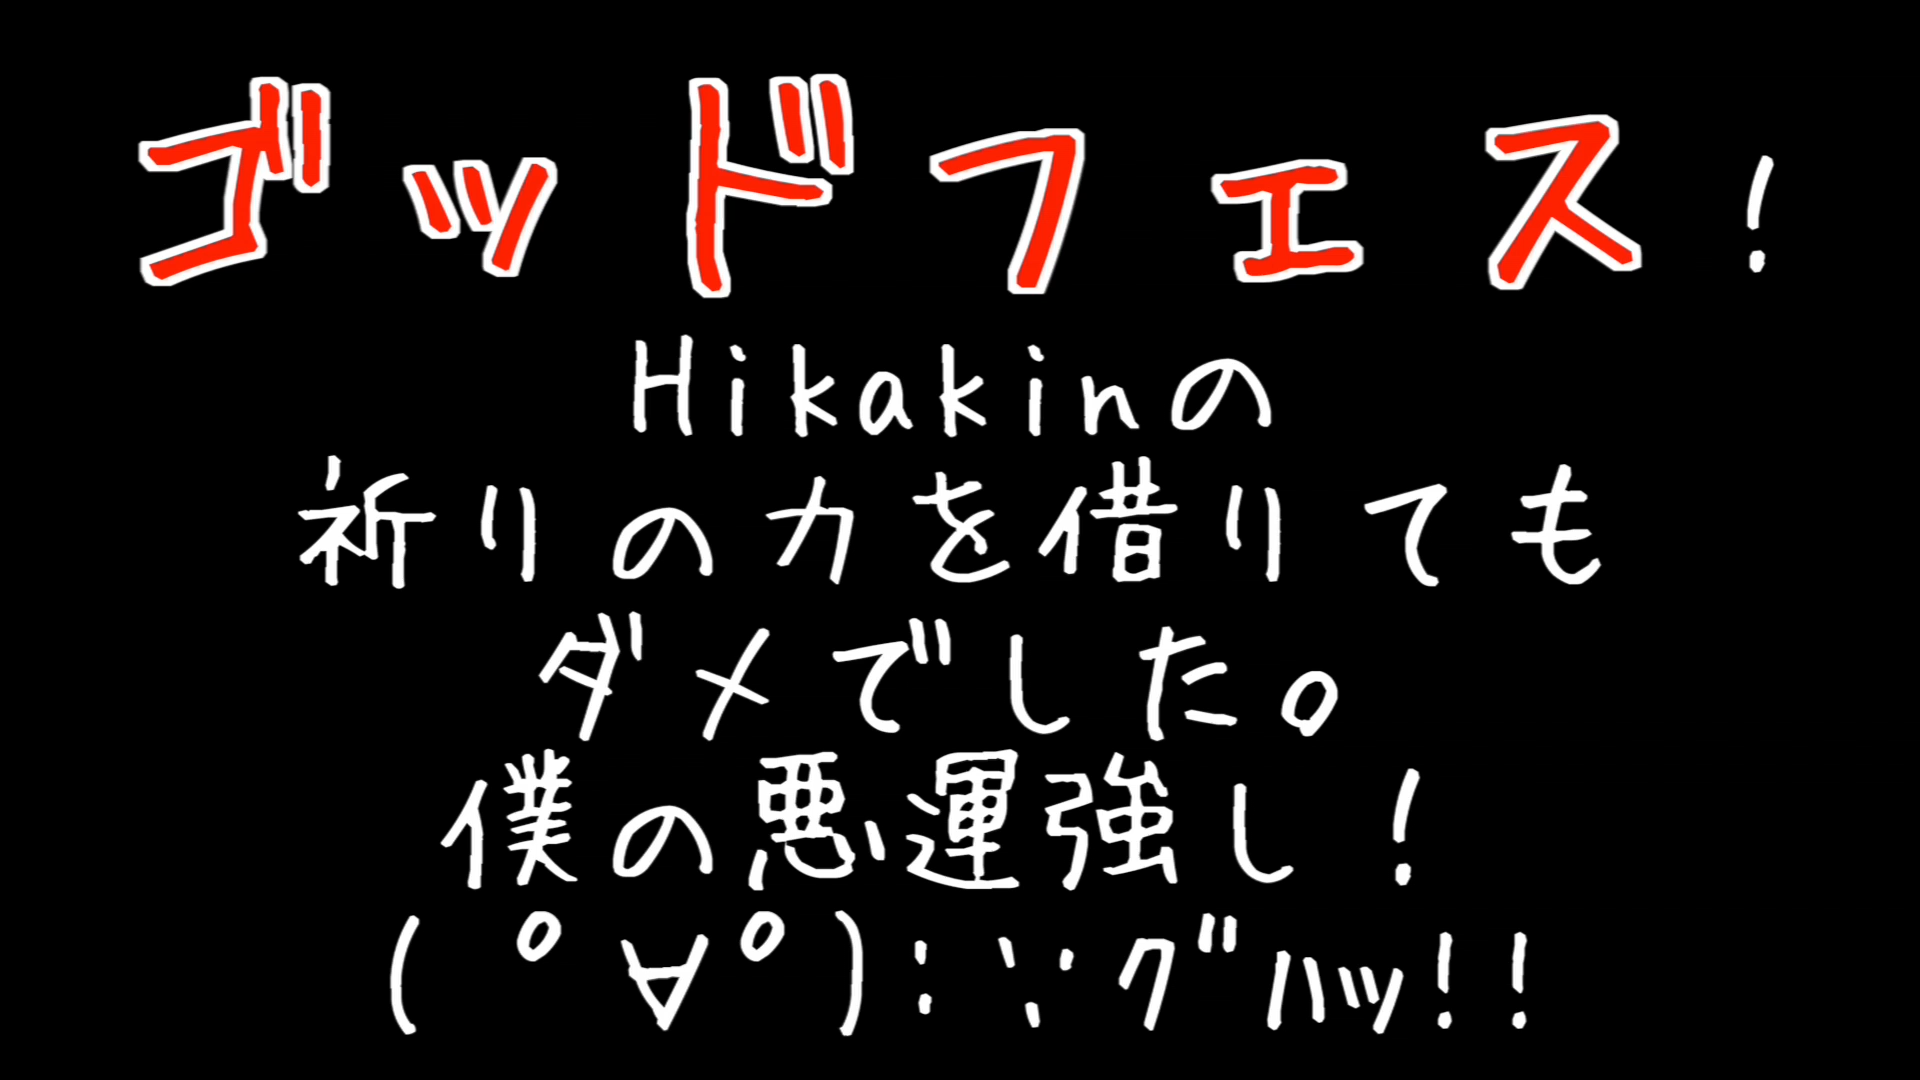 ゴッドフェス!
Hikakinの
祈りの力を借りても
ダメでした。
僕の悪運強し!
( ﾟ∀ﾟ):∵ｸﾞﾊｯ!!